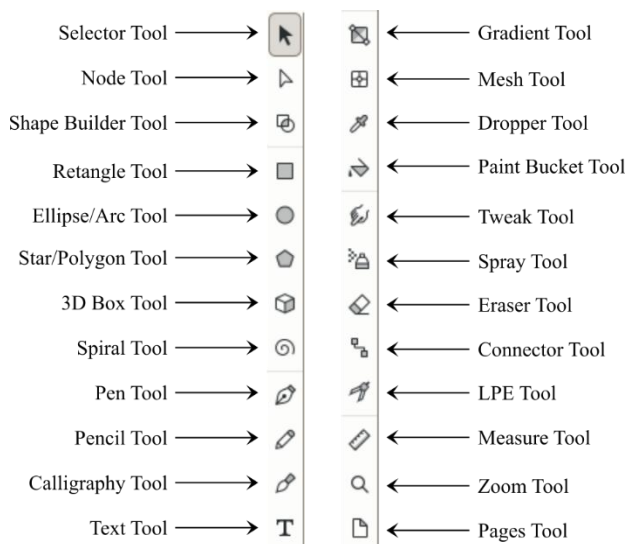 Selector Tool
Node Tool
Shape Builder Tool
Retangle Tool
Ellipse/Arc Tool
Star/Polygon Tool
3D Box Tool
Spiral Tool
Pen Tool
Pencil Tool
Calligraphy Tool
Text Tool
Gradient Tool
Mesh Tool
Dropper Tool
Paint Bucket Tool
Tweak Tool
Spray Tool
Eraser Tool
Connector Tool
LPE Tool
Measure Tool
Zoom Tool
Pages Tool